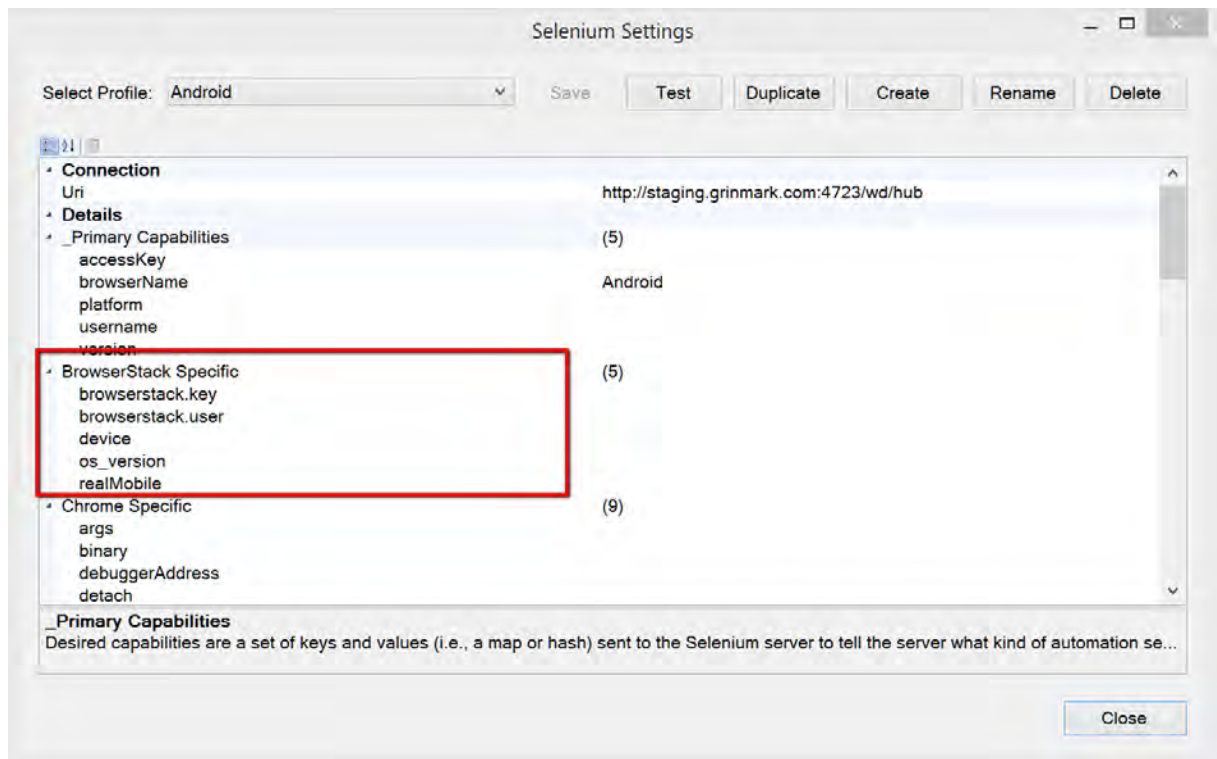 Selenium Settings
Select Profile: Android Save Test Duplicate Create Rename Delete
Connection
Uri http://staging.grinmark.com:4723/wd/hub
Details
_Primary Capabilities (5)
accessKey
browserName Android
platform
username
version
BrowserStack Specific (5)
browserstack.key
browserstack.user
device
os_version
realMobile
Chrome Specific (9)
args
binary
debuggerAddress
detach
_Primary Capabilities
Desired capabilities are a set of keys and values (i.e., a map or hash) sent to the Selenium server to tell the server what kind of automation se...
Close